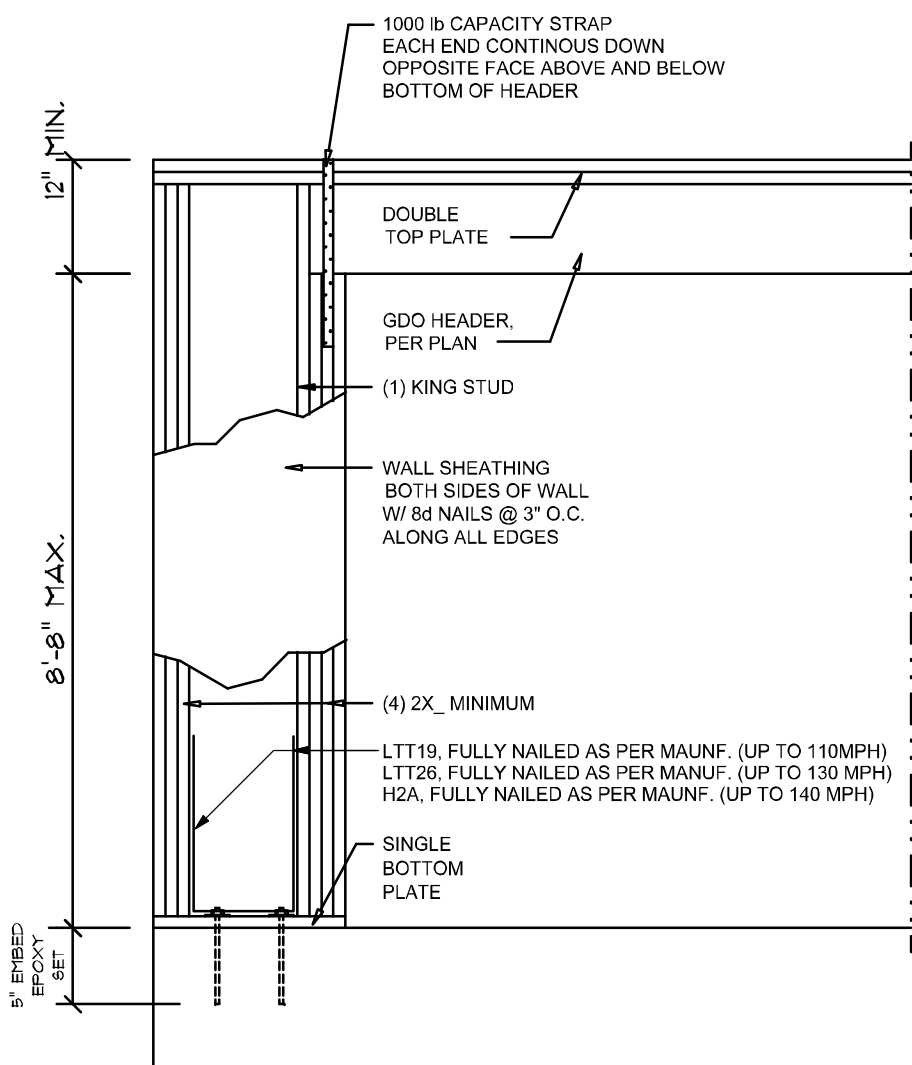 1000 lb CAPACITY STRAP
EACH END CONTINOUS DOWN
OPPOSITE FACE ABOVE AND BELOW
BOTTOM OF HEADER
12" MIN.
DOUBLE
TOP PLATE
GDO HEADER,
PER PLAN
(1) KING STUD
WALL SHEATHING
BOTH SIDES OF WALL
W/ 8d NAILS @ 3" O.C.
ALONG ALL EDGES
8'-8" MAX.
(4) 2X_ MINIMUM
LTT19, FULLY NAILED AS PER MAUNF. (UP TO 110MPH)
LTT26, FULLY NAILED AS PER MANUF. (UP TO 130 MPH)
H2A, FULLY NAILED AS PER MAUNF. (UP TO 140 MPH)
SINGLE
BOTTOM
PLATE
5" EMBED
EPOXY
SET